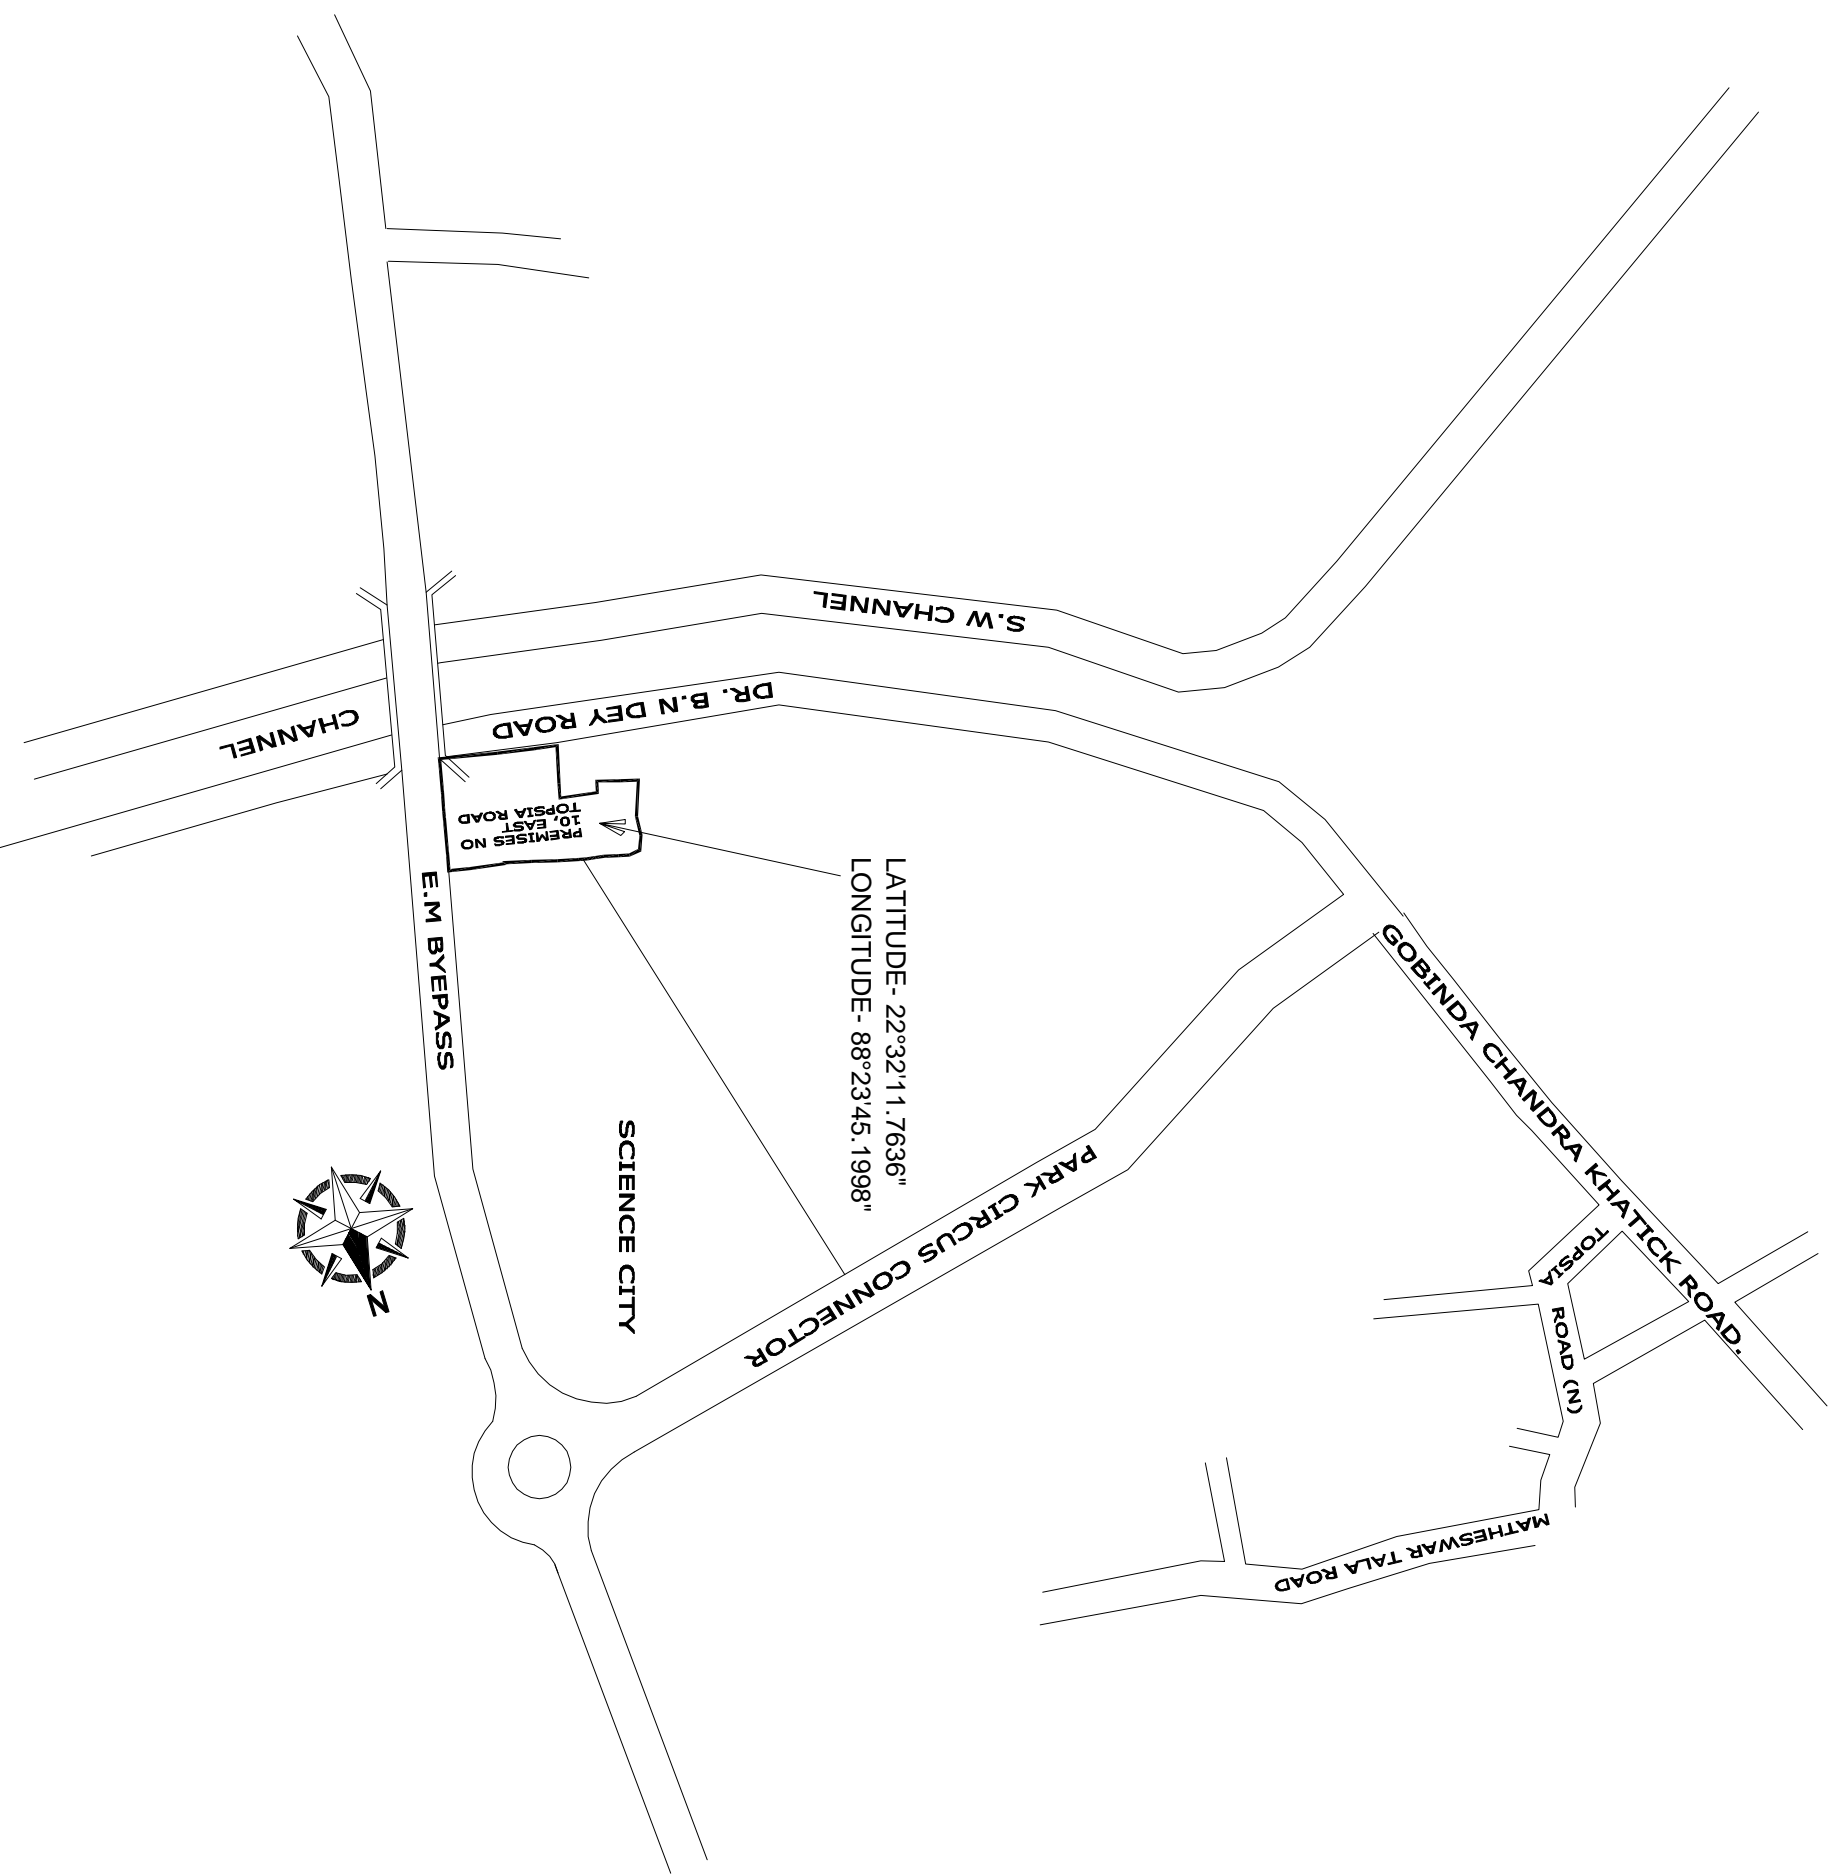 S.W CHANNEL
DR. B.N DEY ROAD
CHANNEL
PREMISES NO
10, EAST
TOPSIA ROAD
E.M BYEPASS
LATITUDE- 22°32'11.7636"
LONGITUDE- 88°23'45.1998"
GOBINDA CHANDRA KHATICK ROAD.
SCIENCE CITY
PARK CIRCUS CONNECTOR
TOPSIA
ROAD (N)
N
MATHESWAR TALA ROAD